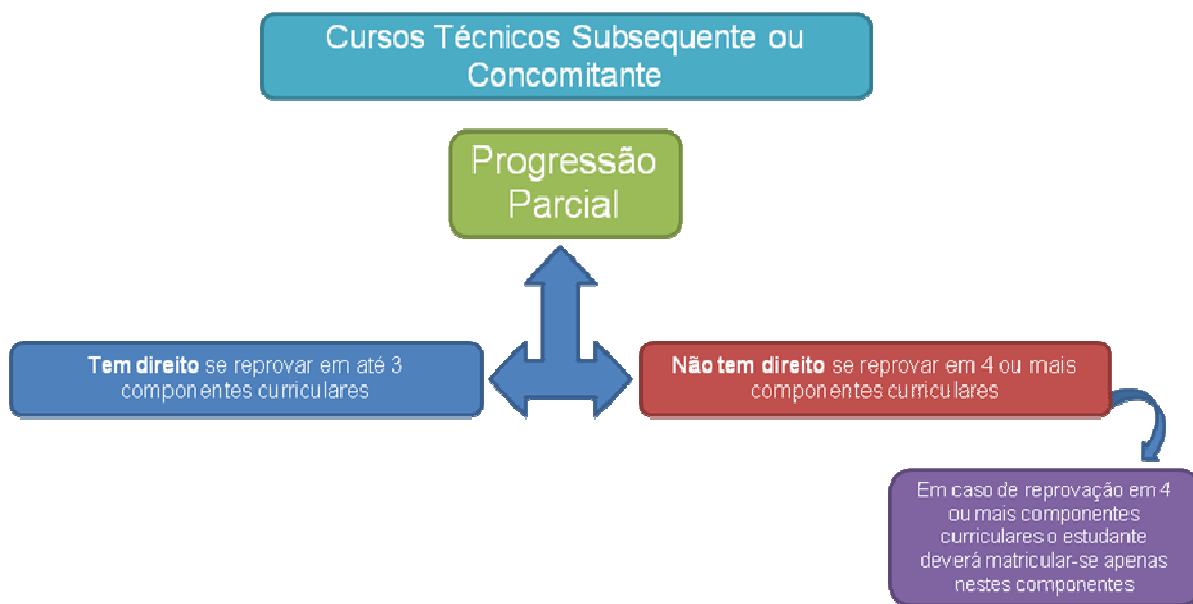 Cursos Técnicos Subsequente ou
Concomitante
Progressão
Parcial
Tem direito se reprovar em até 3
componentes curriculares
Não tem direito se reprovar em 4 ou mais
componentes curriculares
Em caso de reprovação em 4
ou mais componentes
curriculares o estudante
deverá matricular-se apenas
nestes componentes